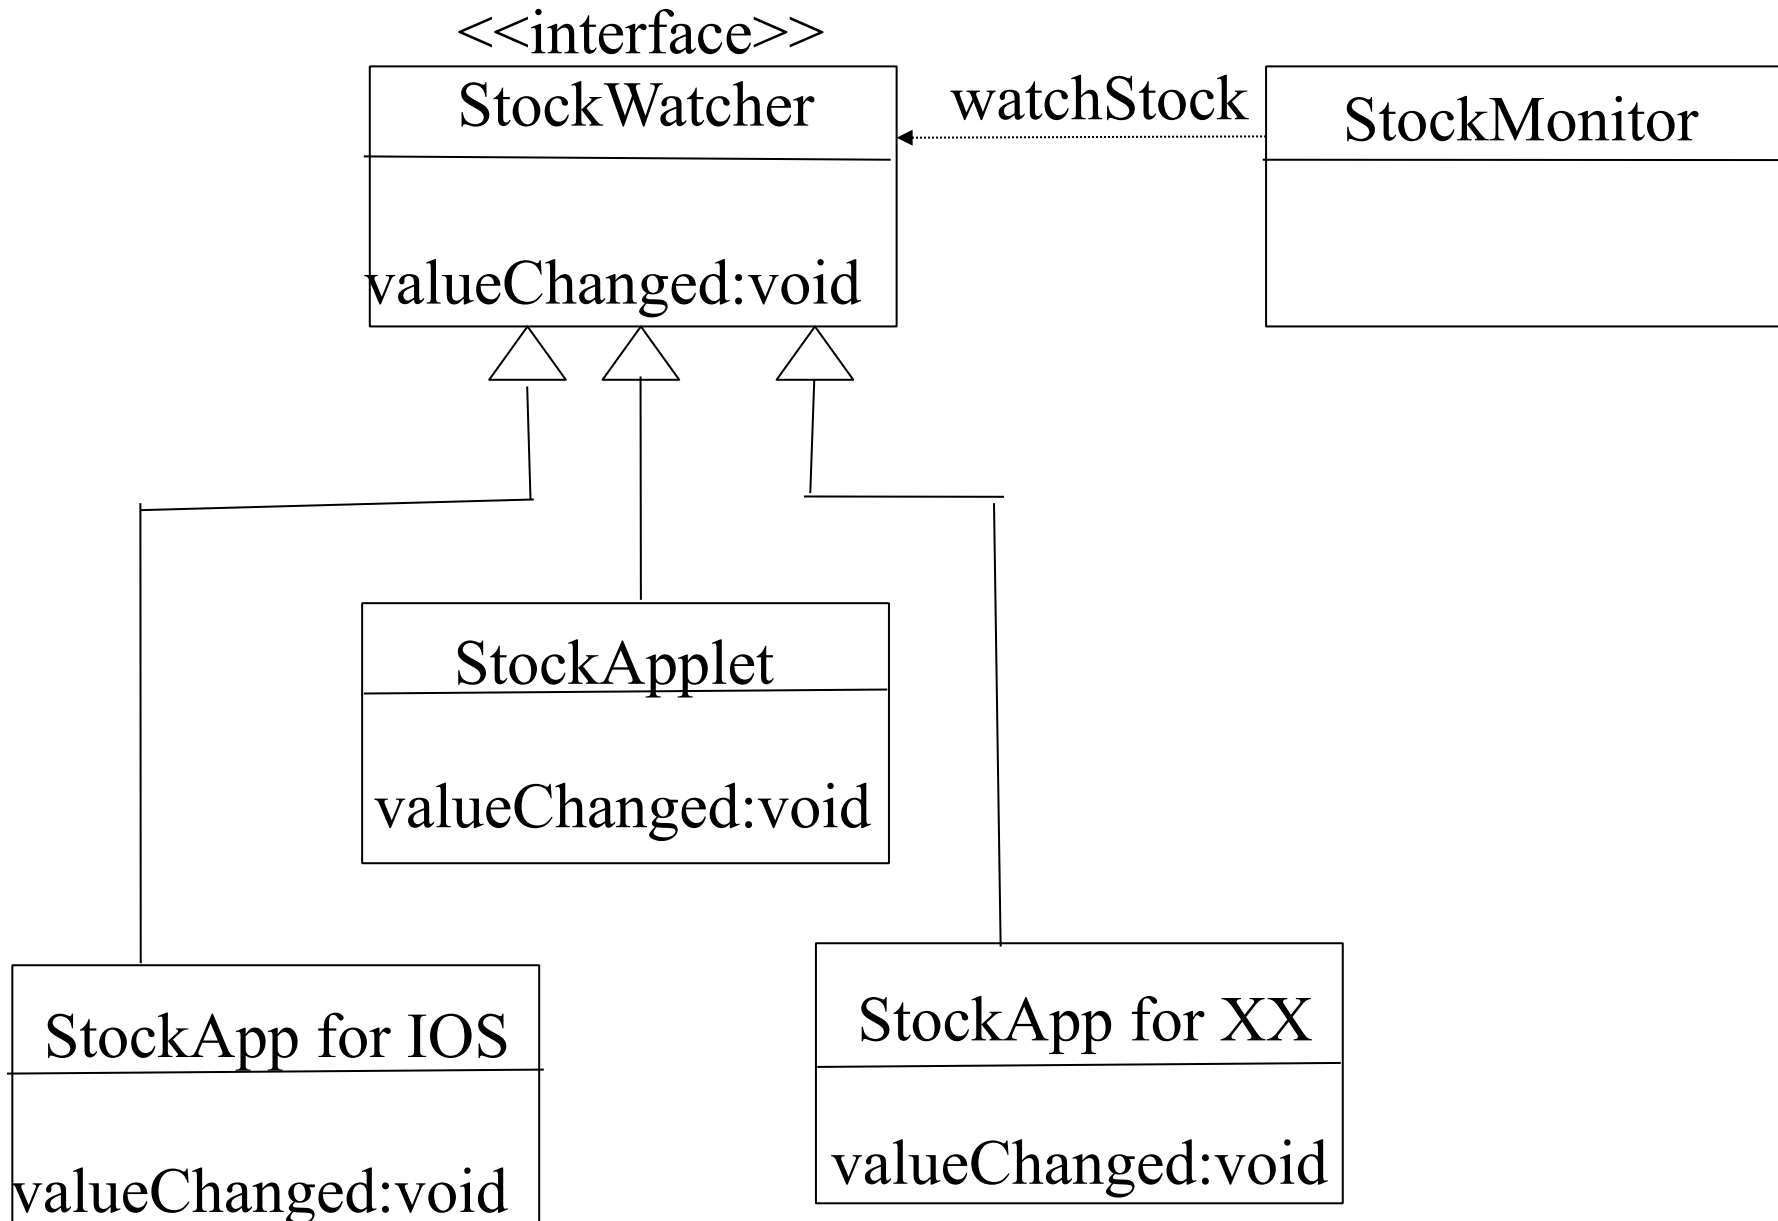 <<interface>>
StockWatcher
watchStock
StockMonitor
valueChanged:void
StockApplet
valueChanged:void
StockApp for IOS
valueChanged:void
StockApp for XX
valueChanged:void